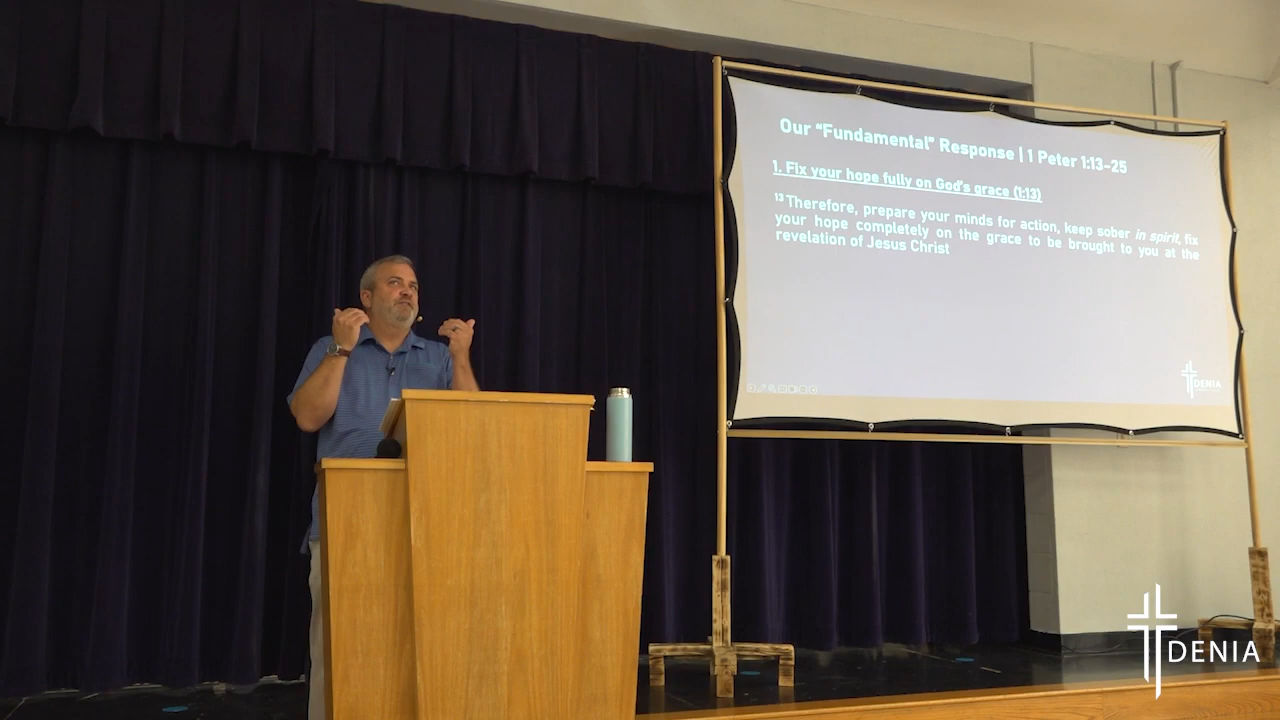 Our “Fundamental” Response | 1 Peter 1:13-25
1. Fix your hope fully on God's grace (1:13)
13 Therefore, prepare your minds for action, keep sober in spirit, fix
your hope completely on the grace to be brought to you at the
revelation of Jesus Christ
DENIA
DENIA